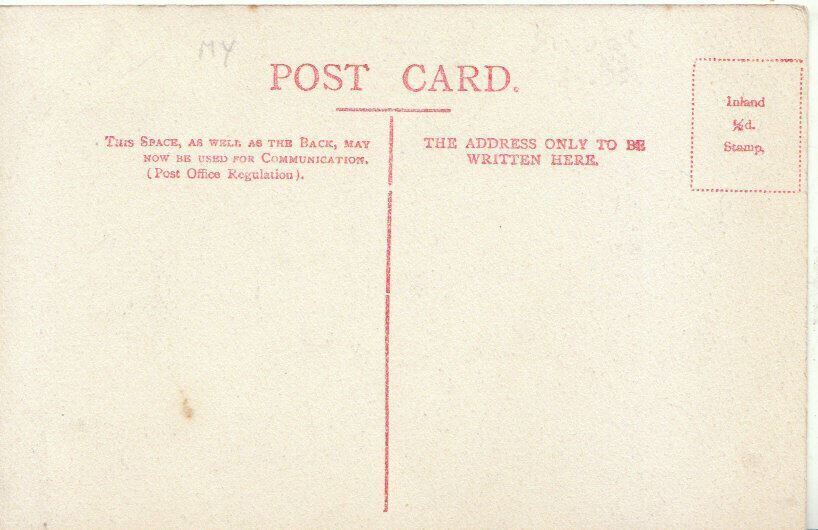 MY
POST CARD.
THIS SPACE, AS WELL AS THE BACK, MAY
NOW BE USED FOR COMMUNICATION.
(Post Office Regulation).
THE ADDRESS ONLY TO BE
WRITTEN HERE.
Inland
½d.
Stamp,